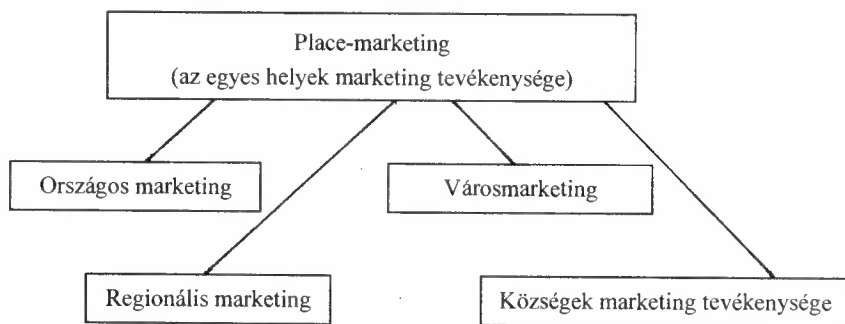 Place-marketing
(az egyes helyek marketing tevékenysége)
Országos marketing
Városmarketing
Regionális marketing
Községek marketing tevékenysége